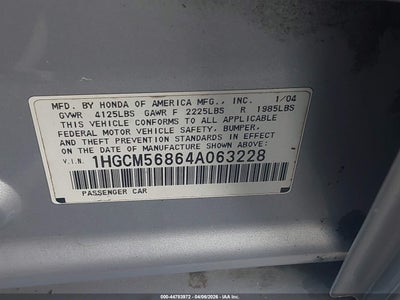 MFD. BY HONDA OF AMERICA MFG., INC. 1/04
GVWR 4125LBS GAWR F 2225LBS R 1985LBS
THIS VEHICLE CONFORMS TO ALL APPLICABLE
FEDERAL MOTOR VEHICLE SAFETY, BUMPER,
AND THEFT PREVENTION STANDARDS IN EFFECT
ON THE DATE OF MANUFACTURE SHOWN ABOVE.
V.I.N. 1HGCM56864A063228
PASSENGER CAR
000-44783972 | 04/06/2026 | IAA Inc.